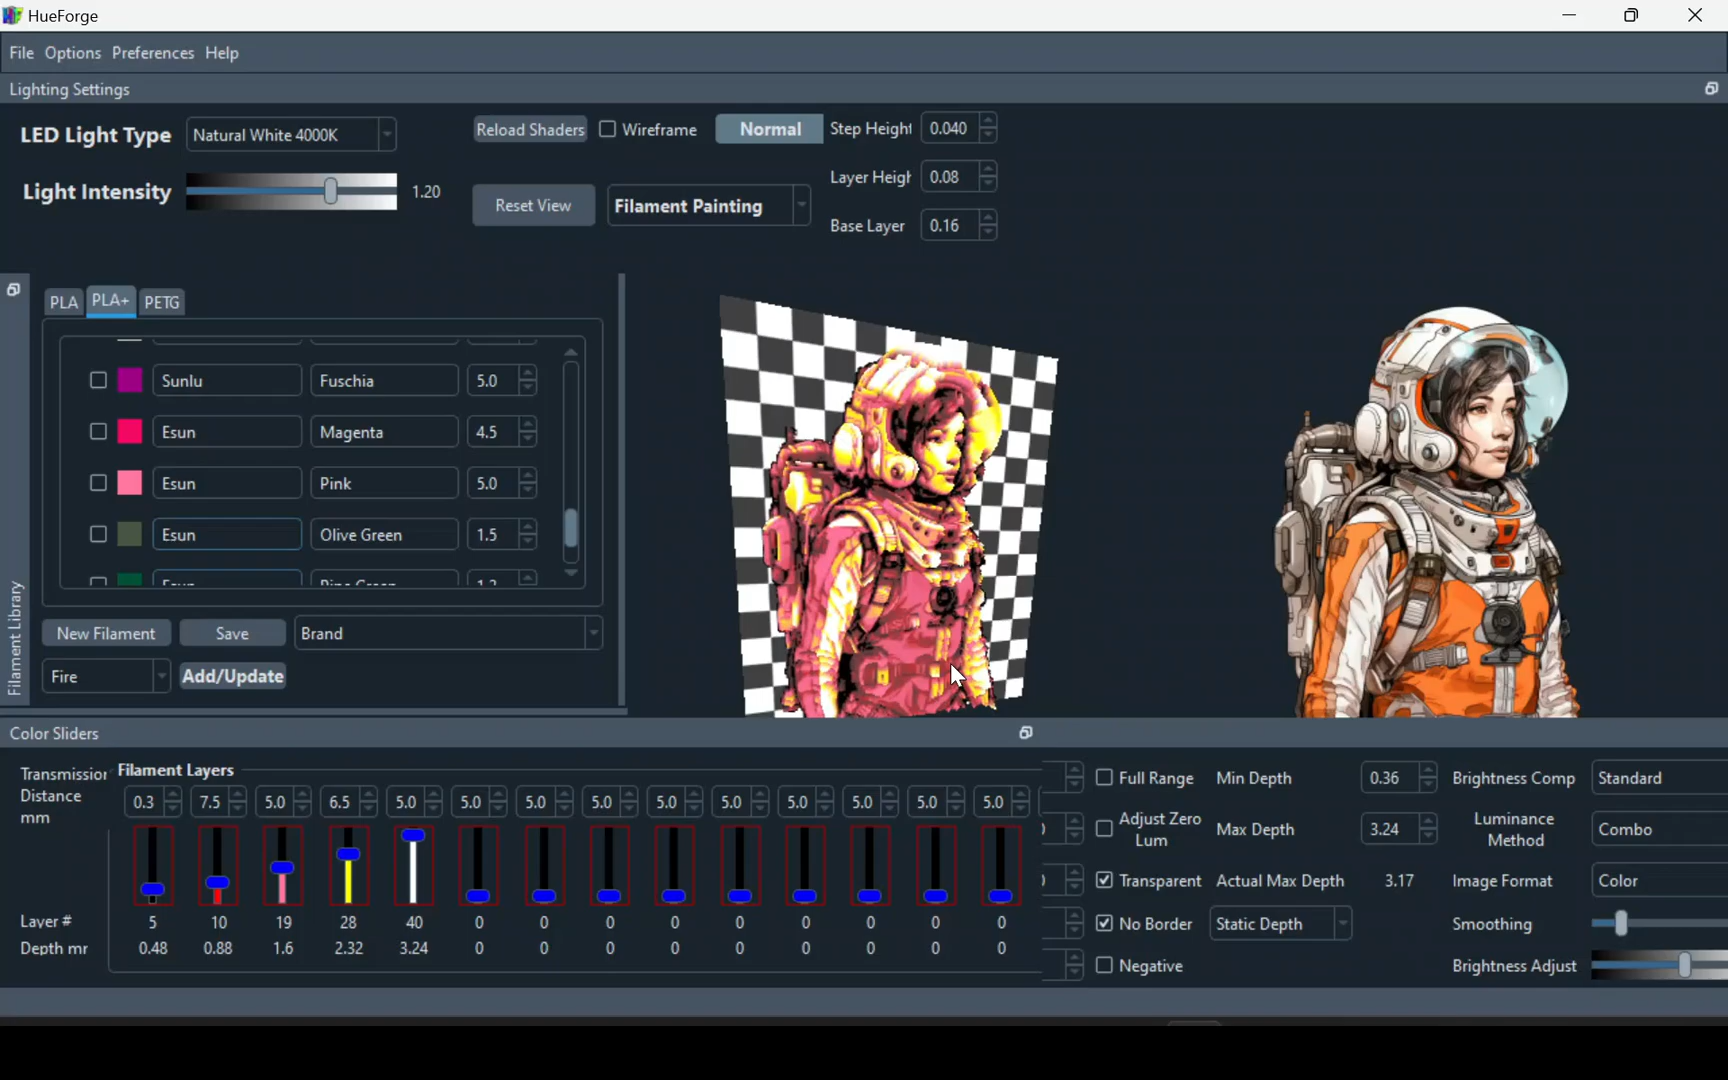 HueForge
File Options Preferences Help
Lighting Settings
LED Light Type Natural White 4000K Reload Shaders Wireframe Normal Step Height 0.040
Light Intensity 1.20 Reset View Filament Painting Layer Heigh 0.08
Base Layer 0.16
PLA PLA+ PETG
Sunlu Fuschia 5.0
Esun Magenta 4.5
Esun Pink 5.0
Esun Olive Green 1.5
Filament Library
New Filament Save Brand
Fire Add/Update
Color Sliders
Transmission
Distance
mm
Filament Layers
0.3 7.5 5.0 6.5 5.0 5.0 5.0 5.0 5.0 5.0 5.0 5.0 5.0 5.0
Layer # 5 10 19 28 40 0 0 0 0 0 0 0 0 0
Depth mr 0.48 0.88 1.6 2.32 3.24 0 0 0 0 0 0 0 0 0
Full Range Min Depth 0.36 Brightness Comp Standard
Adjust Zero
Lum
Max Depth 3.24 Luminance
Method
Combo
Transparent Actual Max Depth 3.17 Image Format Color
No Border Static Depth Smoothing
Negative Brightness Adjust